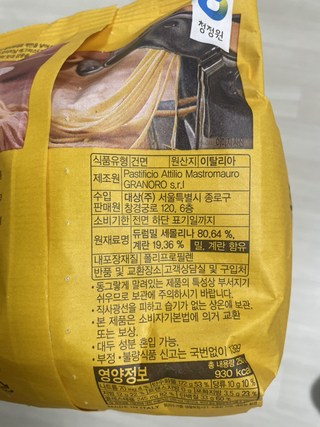 청정원
식품유형 건면 원산지 이탈리아
제조원 Pastificio Attilio Mastromauro
GRANORO s.r.l
수입 판매원 대상(주) 서울특별시 종로구
창경궁로 120, 6층
소비기한 전면 하단 표기일까지
원재료명 듀럼밀 세몰리나 80.64 %,
계란 19.36 % 밀, 계란 함유
내포장재질 폴리프로필렌
반품 및 교환장소 고객상담실 및 구입처
• 동그랗게 말려있는 제품의 특성상 부서지기
쉬우므로 보관에 주의하시기 바랍니다.
• 직사광선을 피하고 습기가 없는 상온에 보관.
• 본 제품은 소비자기본법에 의거 교환
또는 보상.
• 대두 성분 혼입 가능.
• 부정·불량식품 신고는 국번없이 1399
영양정보
930 kcal